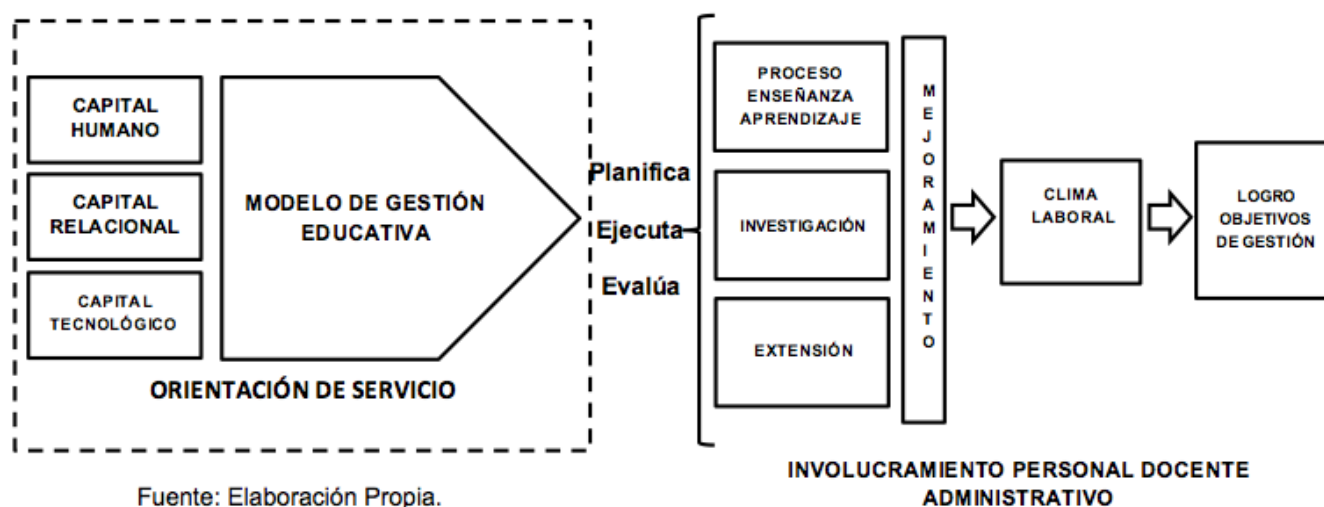 CAPITAL
HUMANO
CAPITAL
RELACIONAL
CAPITAL
TECNOLÓGICO
MODELO DE GESTIÓN
EDUCATIVA
ORIENTACIÓN DE SERVICIO
Planifica
Ejecuta
Evalúa
PROCESO
ENSEÑANZA
APRENDIZAJE
INVESTIGACIÓN
EXTENSIÓN
MEJORAMIENTO
CLIMA
LABORAL
LOGRO
OBJETIVOS
DE GESTIÓN
INVOLUCRAMIENTO PERSONAL DOCENTE
ADMINISTRATIVO
Fuente: Elaboración Propia.